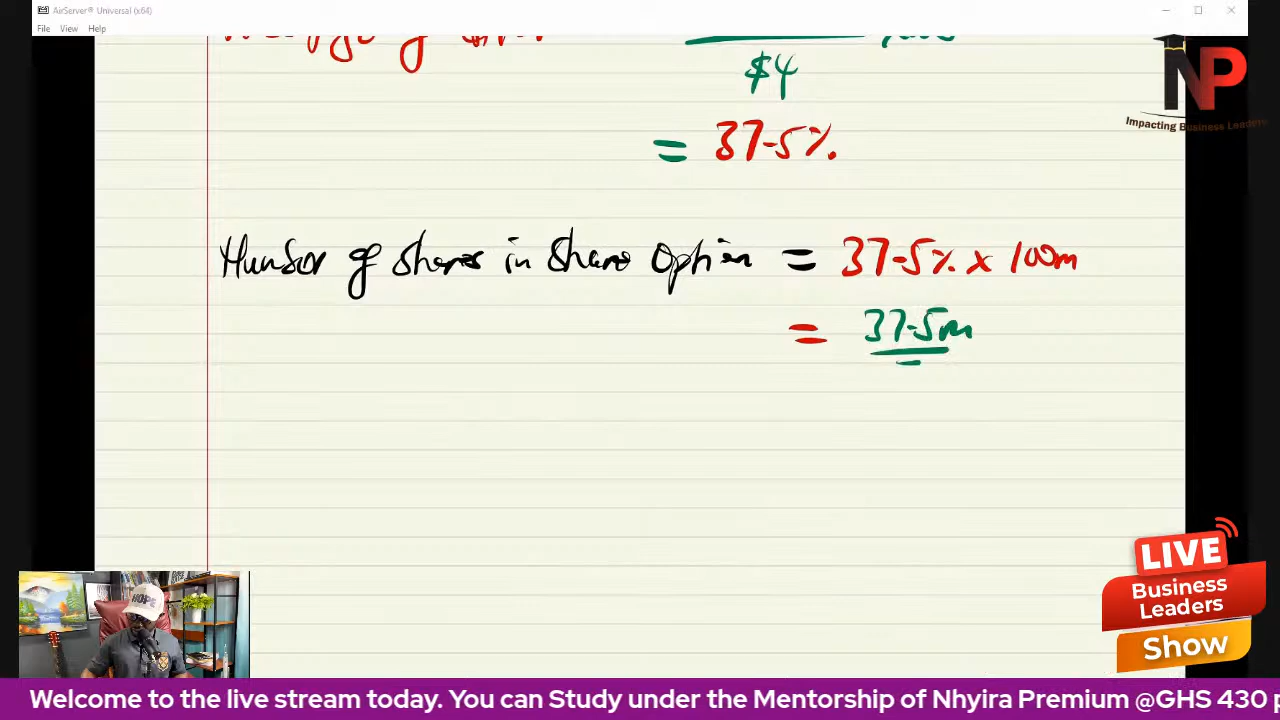 AirServer® Universal (x64)
File View Help
$4
= 37.5%
NP
Impacting Business Leaders
Number of shares in share option = 37.5% x 100m
= 37.5m
LIVE
Business
Leaders
Show
Welcome to the live stream today. You can Study under the Mentorship of Nhyira Premium @GHS 430 p